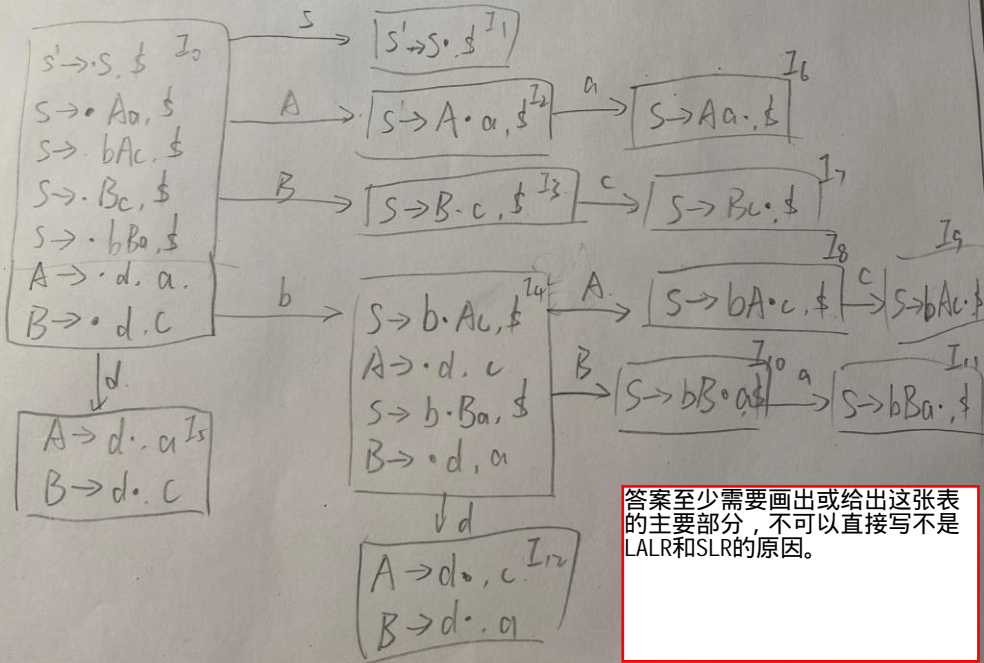 S'→·S, $ I0
S→·Aa, $
S→·bAc, $
S→·Bc, $
S→·bBa, $
A→·d, a.
B→·d, c
S
S'→S· $ I1
A
S'→A·a, $ I2
a
S→Aa·, $ I6
B
S→B·c, $ I3
c
S→Bc·, $ I7
b
S→b·Ac, $ I4
A→·d, c
S→b·Ba, $
B→·d, a
A
S→bA·c, $ I8
c
S→bAc·$ I9
B
S→bB·a,$ I10
a
S→bBa·, $ I11
d
A→d·, a I5
B→d·, c
d
A→d·, c I12
B→d·, a
答案至少需要画出或给出这张表
的主要部分，不可以直接写不是
LALR和SLR的原因。